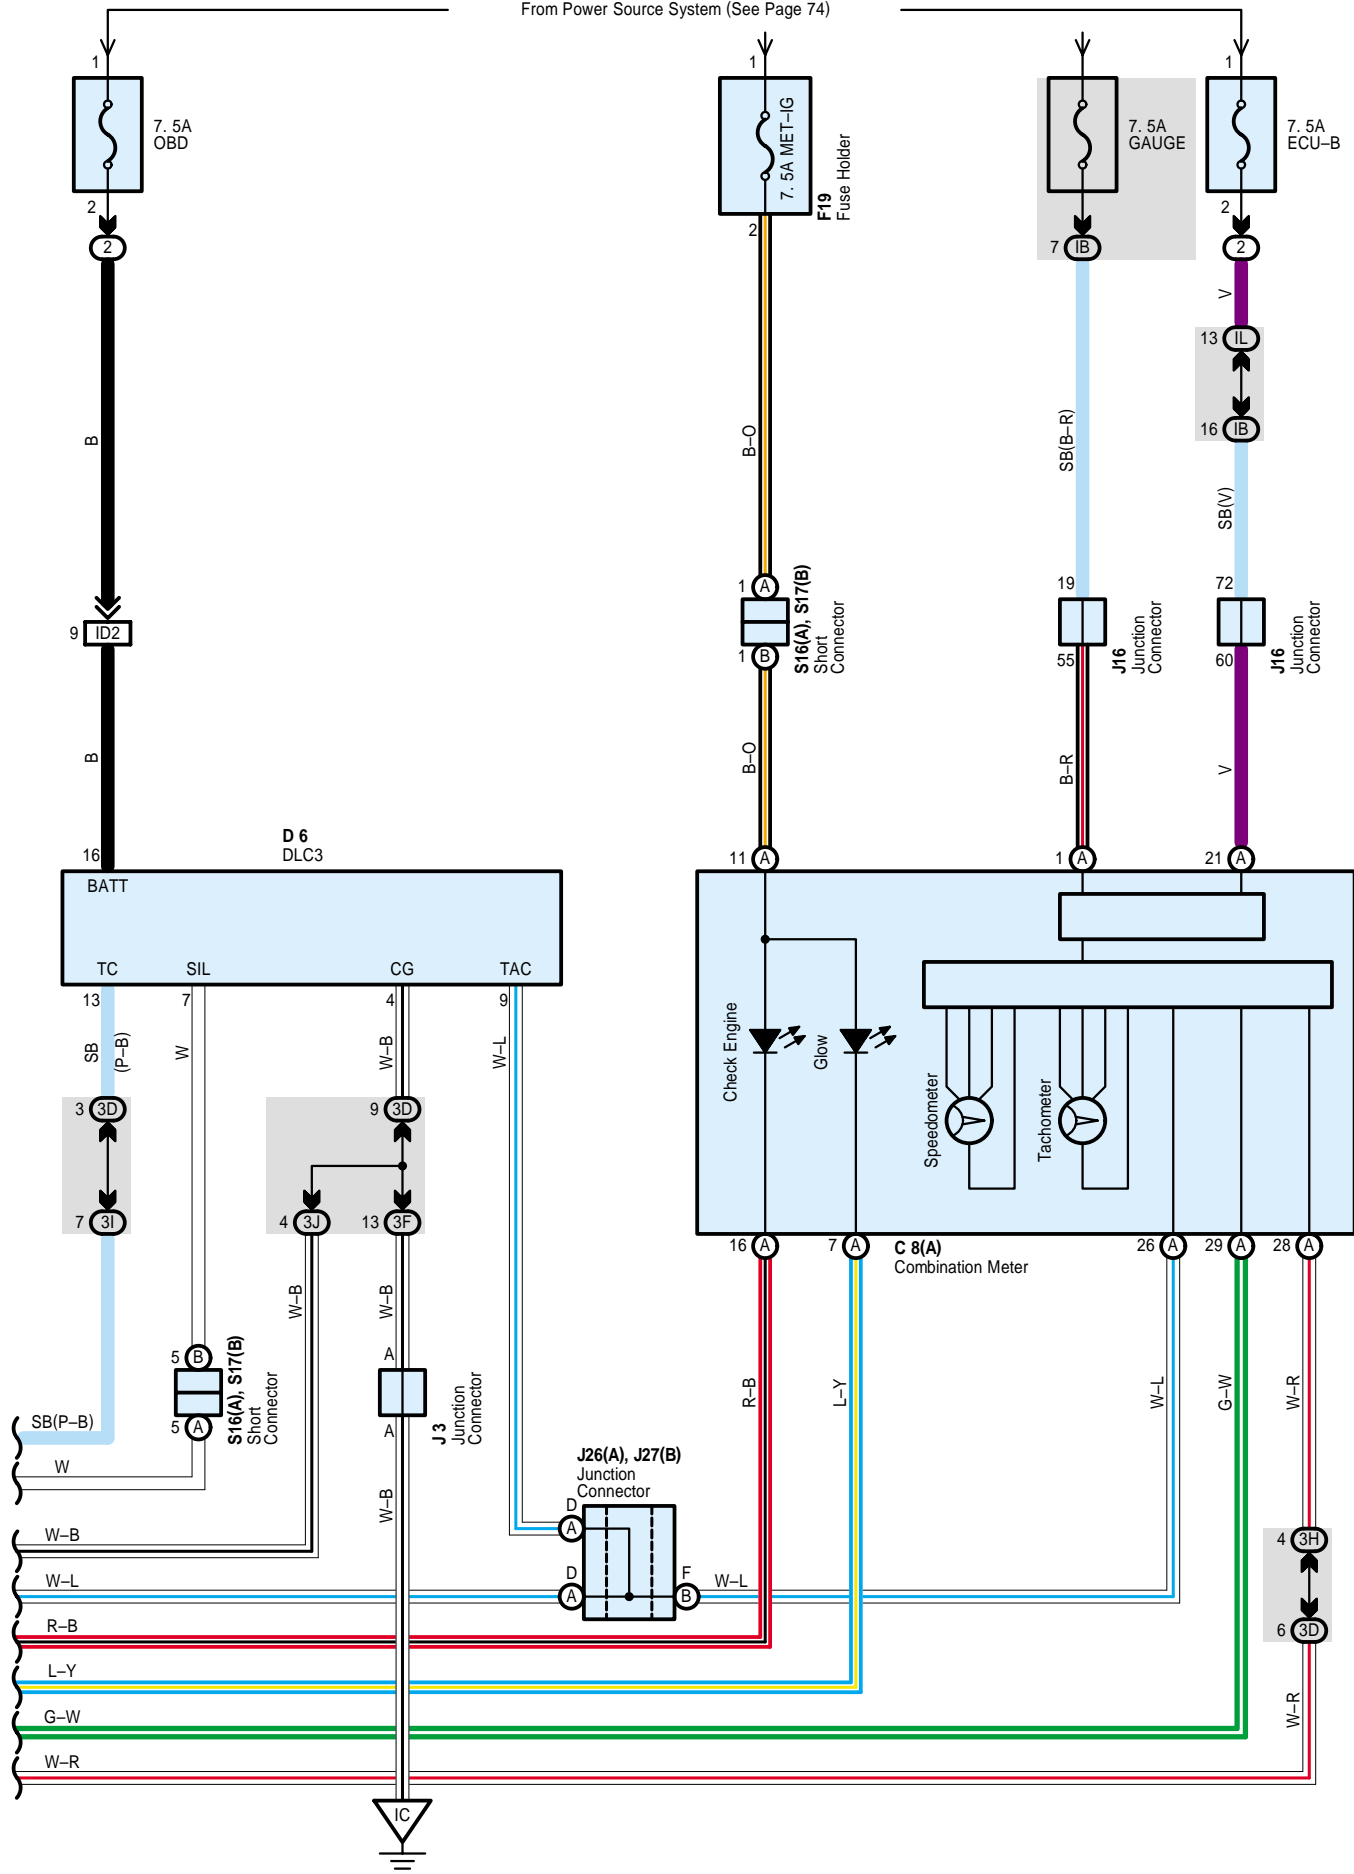 From Power Source System (See Page 74)
1
1
1
7. 5A
OBD
7. 5A MET–IG
F19
Fuse Holder
7. 5A
GAUGE
7. 5A
ECU–B
2
2
2
2
7 IB
2
V
13 IL
16 IB
B
B–O
SB(B–R)
SB(V)
1 A
1 B
S16(A), S17(B)
Short
Connector
19
55
J16
Junction
Connector
72
60
J16
Junction
Connector
9 ID2
B
B–O
B–R
V
D 6
DLC3
16
11 A
1 A
21 A
BATT
TC
SIL
CG
TAC
13
7
4
9
SB
(P–B)
W
W–B
W–L
Check Engine
Glow
Speedometer
Tachometer
3 3D
9 3D
7 3I
4 3J
13 3F
16 A
7 A
C 8(A)
Combination Meter
26 A
29 A
28 A
W–B
W–B
5 B
5 A
S16(A), S17(B)
Short
Connector
A
A
J 3
Junction
Connector
R–B
L–Y
W–L
G–W
W–R
SB(P–B)
W
W–B
J26(A), J27(B)
Junction
Connector
D
A
W–B
4 3H
W–L
D
A
F
B
W–L
R–B
6 3D
L–Y
G–W
W–R
W–R
IC